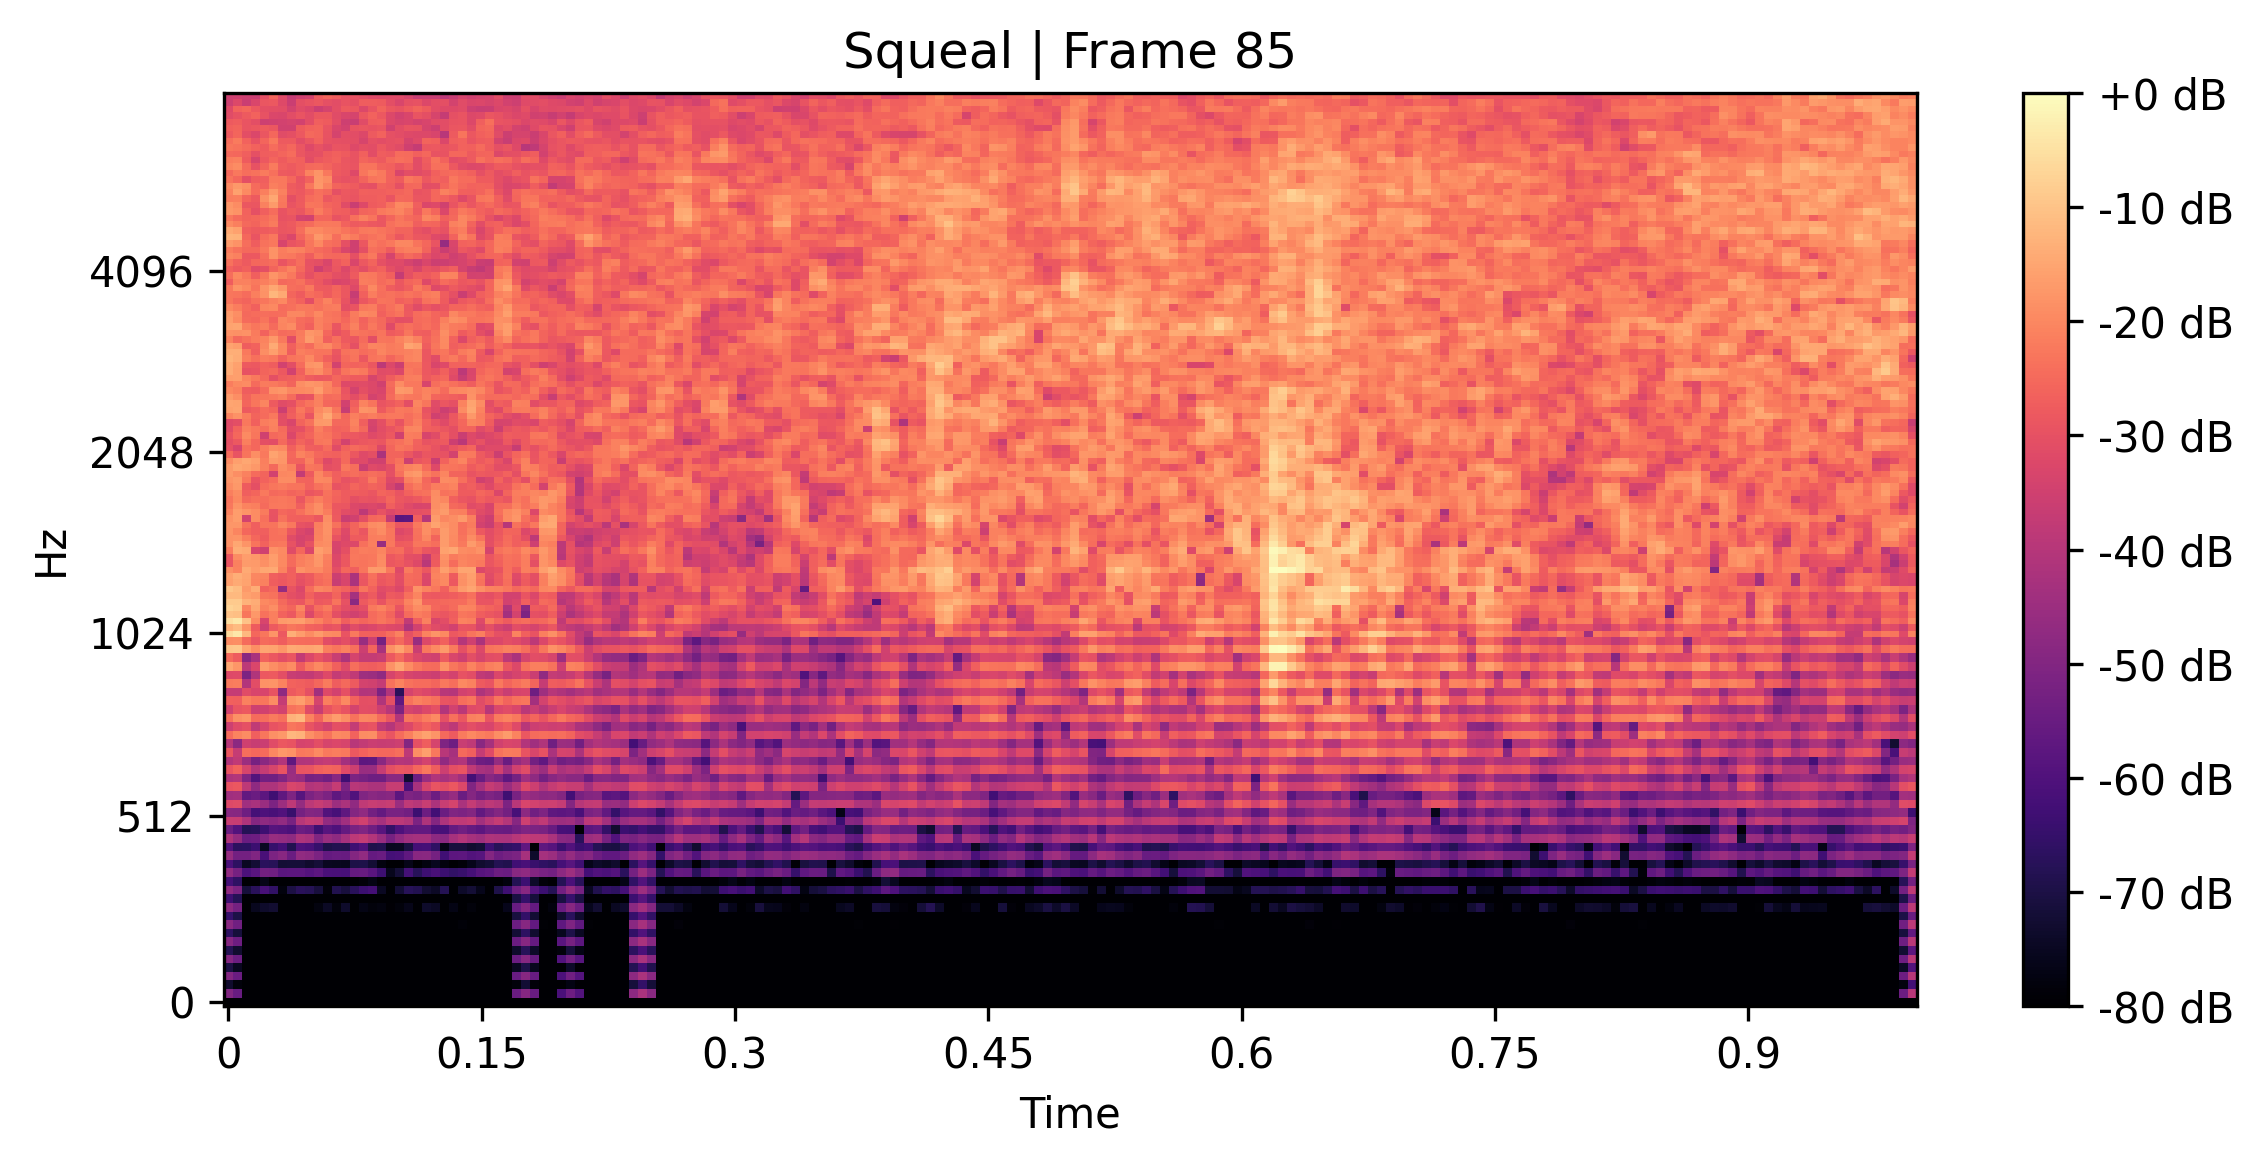 Squeal | Frame 85
+0 dB
-10 dB
-20 dB
-30 dB
-40 dB
-50 dB
-60 dB
-70 dB
-80 dB
4096
2048
1024
512
0
Hz
0 0.15 0.3 0.45 0.6 0.75 0.9
Time